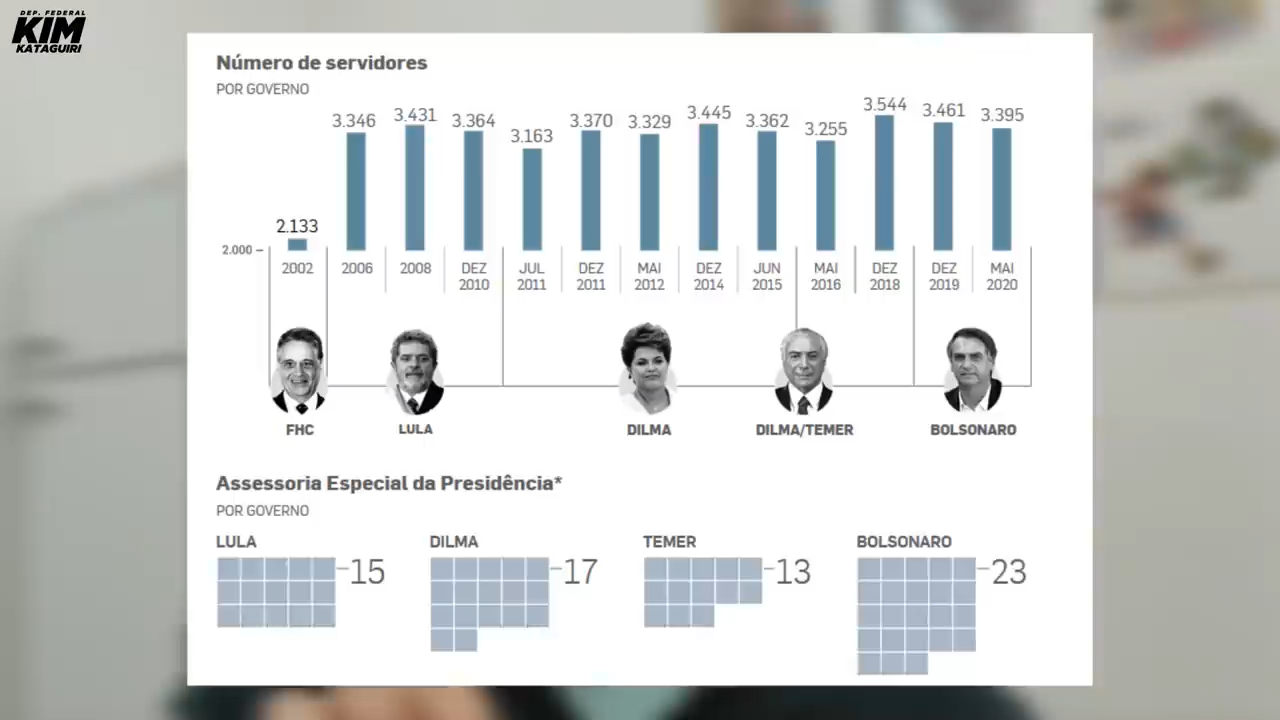 DEP. FEDERAL
KIM
KATAGUIRI
Número de servidores
POR GOVERNO
2.133 3.346 3.431 3.364 3.163 3.370 3.329 3.445 3.362 3.255 3.544 3.461 3.395
2.000
2002 2006 2008 DEZ JUL DEZ MAI DEZ JUN MAI DEZ DEZ MAI
2010 2011 2011 2012 2014 2015 2016 2018 2019 2020
FHC LULA DILMA DILMA/TEMER BOLSONARO
Assessoria Especial da Presidência*
POR GOVERNO
LULA DILMA TEMER BOLSONARO
15 17 13 23